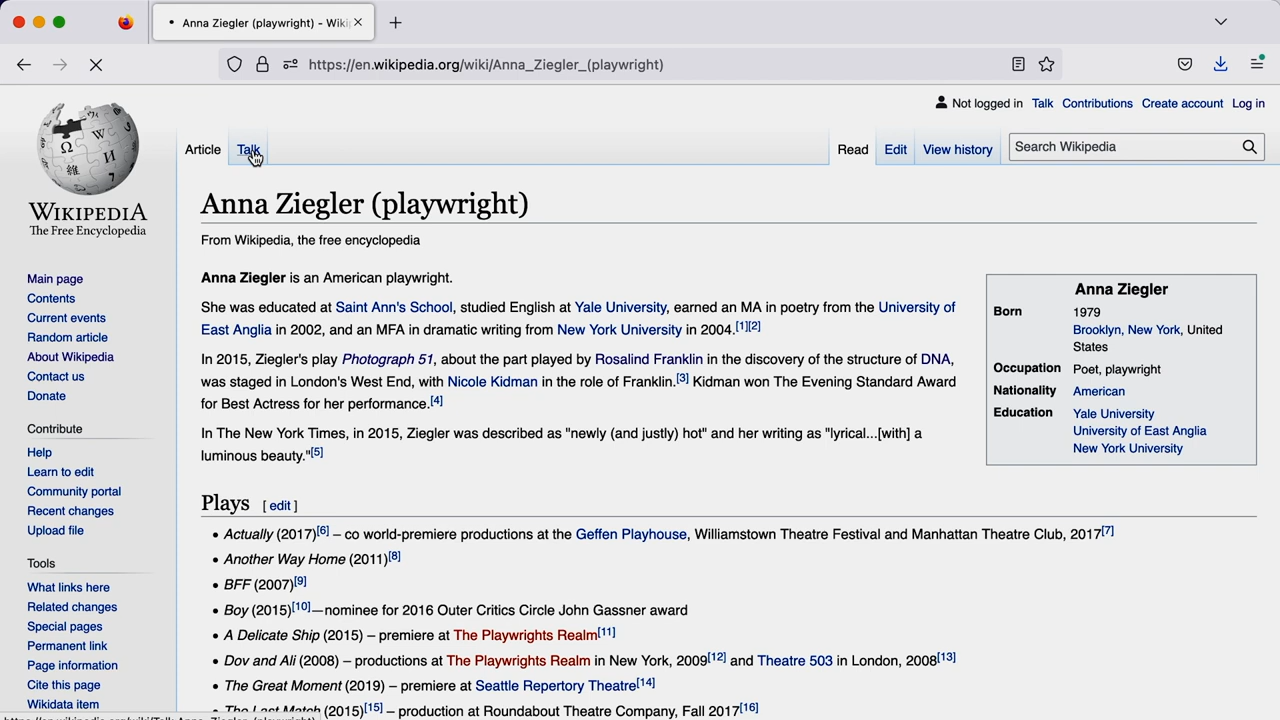 Anna Ziegler (playwright) - Wiki
https://en.wikipedia.org/wiki/Anna_Ziegler_(playwright)
Not logged in Talk Contributions Create account Log in
Article Talk Read Edit View history Search Wikipedia
WIKIPEDIA
The Free Encyclopedia
Main page
Contents
Current events
Random article
About Wikipedia
Contact us
Donate
Contribute
Help
Learn to edit
Community portal
Recent changes
Upload file
Tools
What links here
Related changes
Special pages
Permanent link
Page information
Cite this page
Wikidata item
Anna Ziegler (playwright)
From Wikipedia, the free encyclopedia
Anna Ziegler is an American playwright.
She was educated at Saint Ann's School, studied English at Yale University, earned an MA in poetry from the University of
East Anglia in 2002, and an MFA in dramatic writing from New York University in 2004.[1][2]
In 2015, Ziegler's play Photograph 51, about the part played by Rosalind Franklin in the discovery of the structure of DNA,
was staged in London's West End, with Nicole Kidman in the role of Franklin.[3] Kidman won The Evening Standard Award
for Best Actress for her performance.[4]
In The New York Times, in 2015, Ziegler was described as "newly (and justly) hot" and her writing as "lyrical...[with] a
luminous beauty."[5]
Anna Ziegler
Born 1979
Brooklyn, New York, United
States
Occupation Poet, playwright
Nationality American
Education Yale University
University of East Anglia
New York University
Plays [ edit ]
• Actually (2017)[6] – co world-premiere productions at the Geffen Playhouse, Williamstown Theatre Festival and Manhattan Theatre Club, 2017[7]
• Another Way Home (2011)[8]
• BFF (2007)[9]
• Boy (2015)[10]—nominee for 2016 Outer Critics Circle John Gassner award
• A Delicate Ship (2015) – premiere at The Playwrights Realm[11]
• Dov and Ali (2008) – productions at The Playwrights Realm in New York, 2009[12] and Theatre 503 in London, 2008[13]
• The Great Moment (2019) – premiere at Seattle Repertory Theatre[14]
• The Last Match (2015)[15] – production at Roundabout Theatre Company, Fall 2017[16]